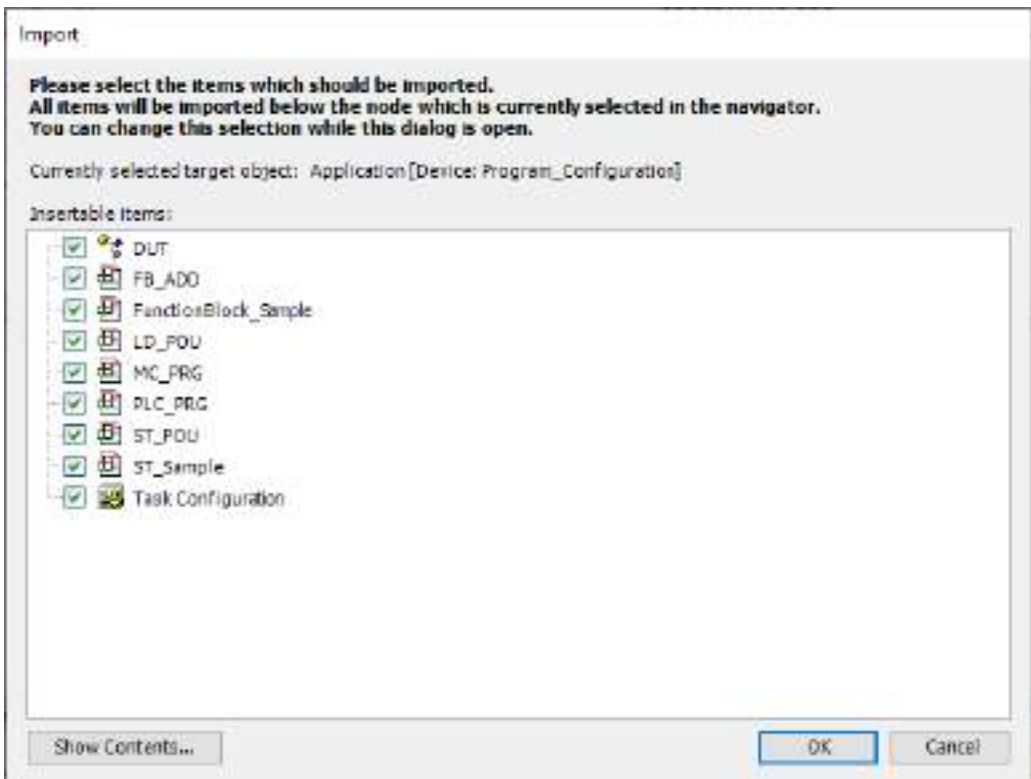 Import
Please select the items which should be imported.
All items will be imported below the node which is currently selected in the navigator.
You can change this selection while this dialog is open.
Currently selected target object: Application [Device: Program_Configuration]
Insertable items:
DUT
FB_ADD
FunctionBlock_Sample
LD_POU
MC_PRG
PLC_PRG
ST_POU
ST_Sample
Task Configuration
Show Contents...
OK
Cancel